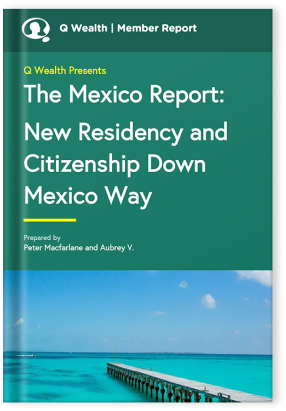 Q Wealth | Member Report
Q Wealth Presents
The Mexico Report:
New Residency and
Citizenship Down
Mexico Way
Prepared by
Peter Macfarlane and Aubrey V.